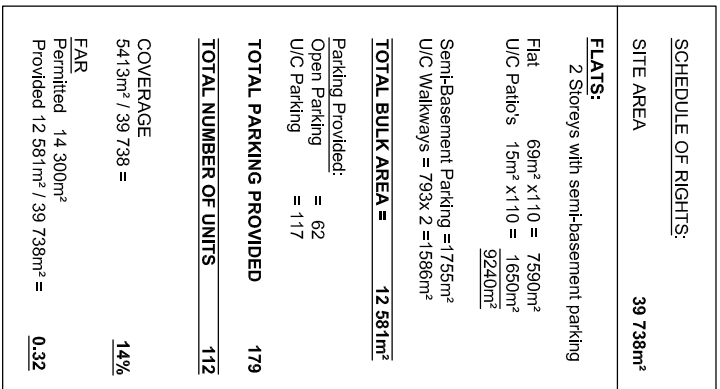 SCHEDULE OF RIGHTS:
SITE AREA 39 738m²
FLATS:
2 Storeys with semi-basement parking
Flat 69m² x110 = 7590m²
U/C Patio's 15m² x110 = 1650m²
9240m²
Semi-Basement Parking =1755m²
U/C Walkways = 793x 2 =1586m²
TOTAL BULK AREA = 12 581m²
Parking Provided:
Open Parking = 62
U/C Parking = 117
TOTAL PARKING PROVIDED 179
TOTAL NUMBER OF UNITS 112
COVERAGE
5413m² / 39 738 = 14%
FAR
Permitted 14 300m²
Provided 12 581m² / 39 738m² = 0.32